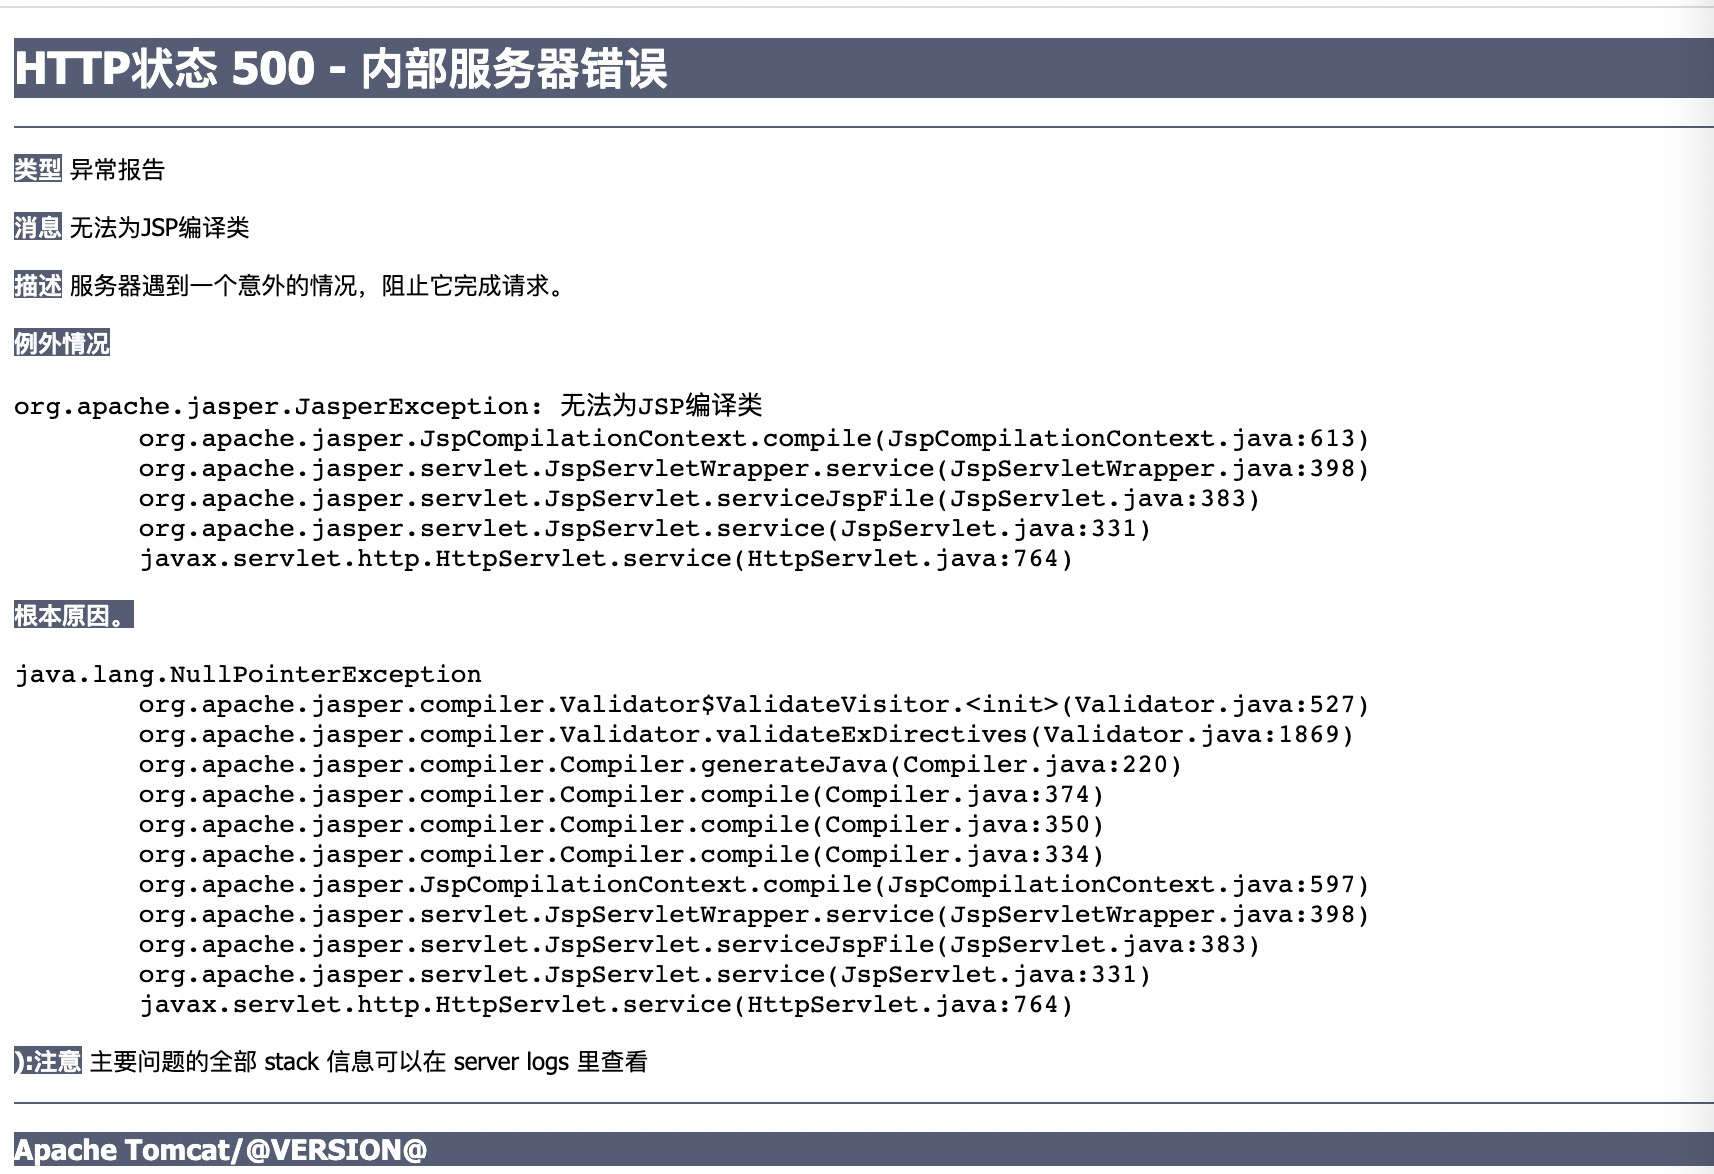 HTTP状态 500 - 内部服务器错误
类型 异常报告
消息 无法为JSP编译类
描述 服务器遇到一个意外的情况，阻止它完成请求。
例外情况
org.apache.jasper.JasperException: 无法为JSP编译类
org.apache.jasper.JspCompilationContext.compile(JspCompilationContext.java:613)
org.apache.jasper.servlet.JspServletWrapper.service(JspServletWrapper.java:398)
org.apache.jasper.servlet.JspServlet.serviceJspFile(JspServlet.java:383)
org.apache.jasper.servlet.JspServlet.service(JspServlet.java:331)
javax.servlet.http.HttpServlet.service(HttpServlet.java:764)
根本原因。
java.lang.NullPointerException
org.apache.jasper.compiler.Validator$ValidateVisitor.<init>(Validator.java:527)
org.apache.jasper.compiler.Validator.validateExDirectives(Validator.java:1869)
org.apache.jasper.compiler.Compiler.generateJava(Compiler.java:220)
org.apache.jasper.compiler.Compiler.compile(Compiler.java:374)
org.apache.jasper.compiler.Compiler.compile(Compiler.java:350)
org.apache.jasper.compiler.Compiler.compile(Compiler.java:334)
org.apache.jasper.JspCompilationContext.compile(JspCompilationContext.java:597)
org.apache.jasper.servlet.JspServletWrapper.service(JspServletWrapper.java:398)
org.apache.jasper.servlet.JspServlet.serviceJspFile(JspServlet.java:383)
org.apache.jasper.servlet.JspServlet.service(JspServlet.java:331)
javax.servlet.http.HttpServlet.service(HttpServlet.java:764)
):注意 主要问题的全部 stack 信息可以在 server logs 里查看
Apache Tomcat/@VERSION@